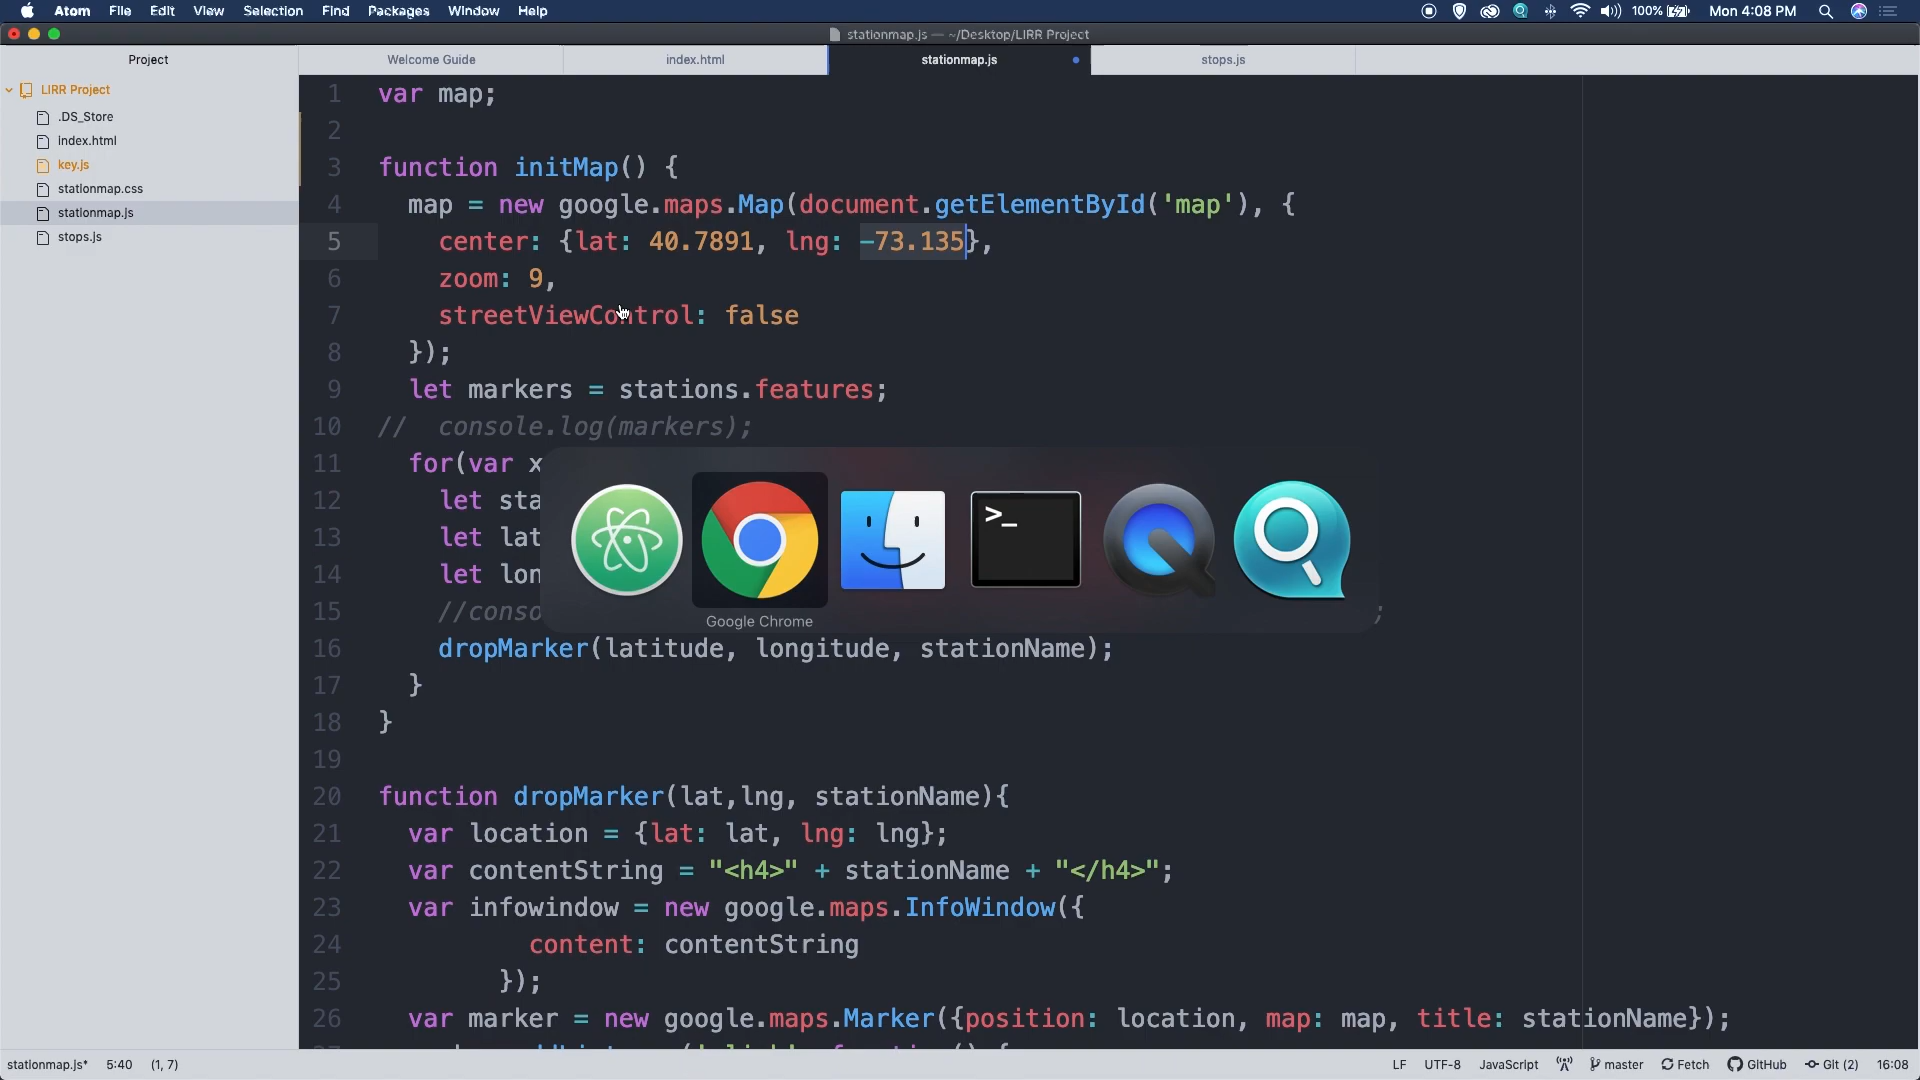 Atom File Edit View Selection Find Packages Window Help 100% Mon 4:08 PM
stationmap.js — ~/Desktop/LIRR Project
Project Welcome Guide index.html stationmap.js stops.js
LIRR Project
.DS_Store
index.html
key.js
stationmap.css
stationmap.js
stops.js
1 var map;
2
3 function initMap() {
4 map = new google.maps.Map(document.getElementById('map'), {
5 center: {lat: 40.7891, lng: -73.135},
6 zoom: 9,
7 streetViewControl: false
8 });
9 let markers = stations.features;
10 // console.log(markers);
11 for(var x
12 let sta
13 let lat
14 let lon
15 //conso ;
Google Chrome
16 dropMarker(latitude, longitude, stationName);
17 }
18 }
19
20 function dropMarker(lat,lng, stationName){
21 var location = {lat: lat, lng: lng};
22 var contentString = "<h4>" + stationName + "</h4>";
23 var infowindow = new google.maps.InfoWindow({
24 content: contentString
25 });
26 var marker = new google.maps.Marker({position: location, map: map, title: stationName});
stationmap.js* 5:40 (1, 7) LF UTF-8 JavaScript master Fetch GitHub Git (2) 16:08